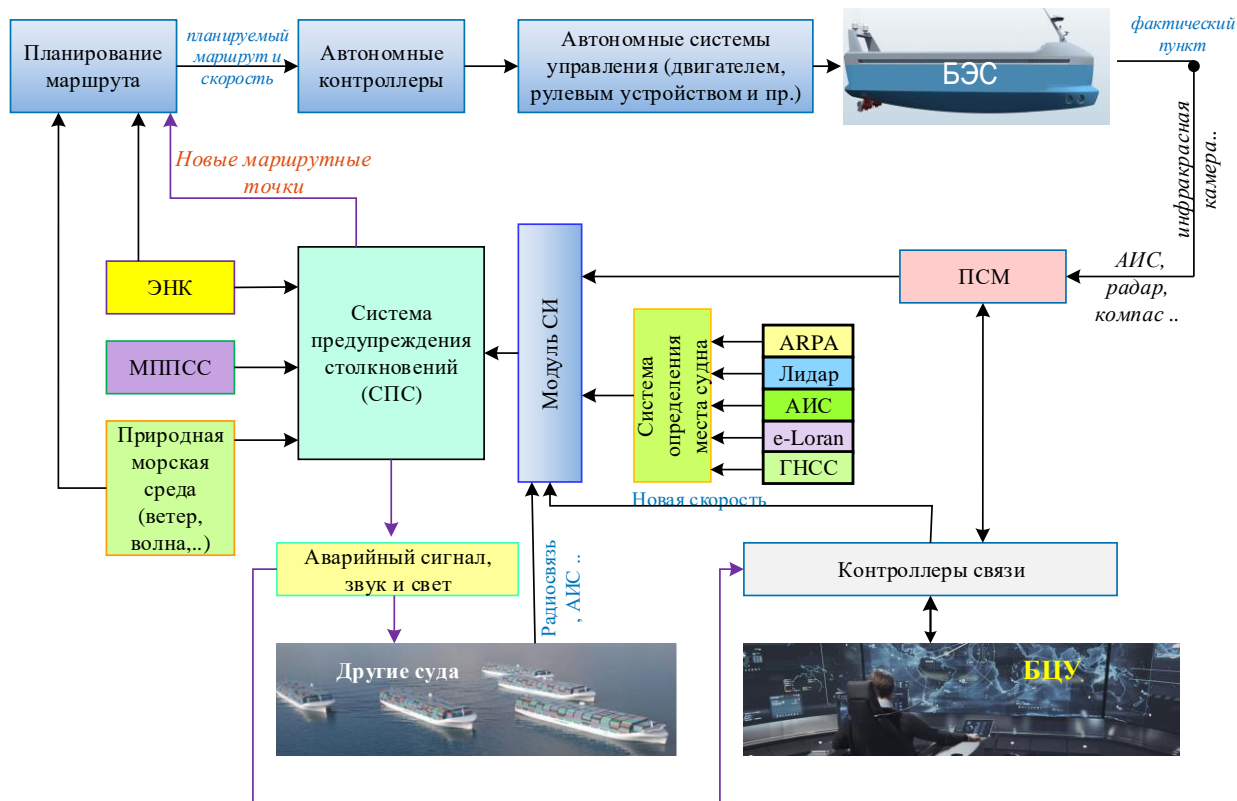 Планирование
маршрута
планируемый
маршрут и
скорость
Автономные
контроллеры
Автономные системы
управления (двигателем,
рулевым устройством и пр.)
БЭС
фактический
пункт
инфракрасная
камера..
Новые маршрутные
точки
ЭНК
МППСС
Природная
морская
среда
(ветер,
волна,..)
Система
предупреждения
столкновений
(СПС)
Модуль СИ
Система
определения
места судна
ARPA
Лидар
АИС
e-Loran
ГНСС
ПСМ
АИС,
радар,
компас ..
Новая скорость
Аварийный сигнал,
звук и свет
Радиосвязь
, АИС ..
Контроллеры связи
Другие суда
БЦУ